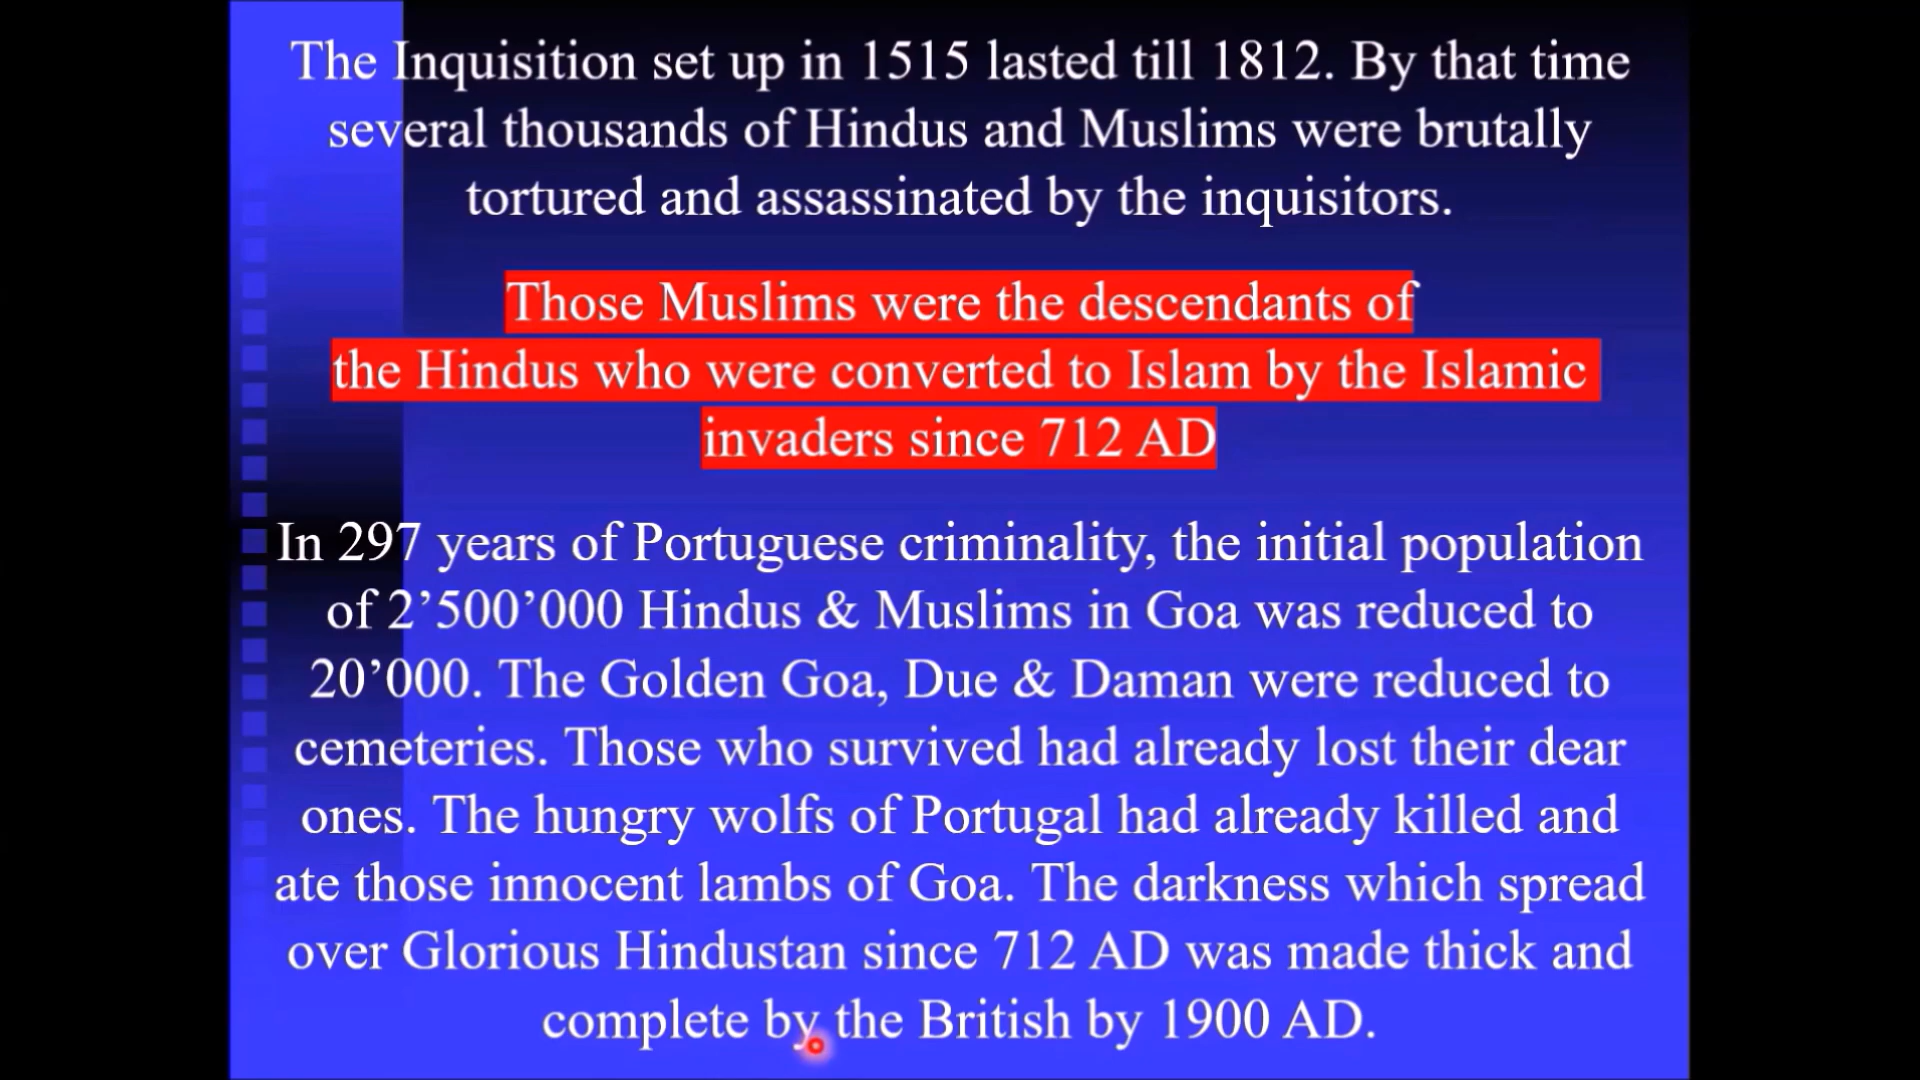 The Inquisition set up in 1515 lasted till 1812. By that time
several thousands of Hindus and Muslims were brutally
tortured and assassinated by the inquisitors.
Those Muslims were the descendants of
the Hindus who were converted to Islam by the Islamic
invaders since 712 AD
In 297 years of Portuguese criminality, the initial population
of 2’500’000 Hindus & Muslims in Goa was reduced to
20’000. The Golden Goa, Due & Daman were reduced to
cemeteries. Those who survived had already lost their dear
ones. The hungry wolfs of Portugal had already killed and
ate those innocent lambs of Goa. The darkness which spread
over Glorious Hindustan since 712 AD was made thick and
complete by the British by 1900 AD.